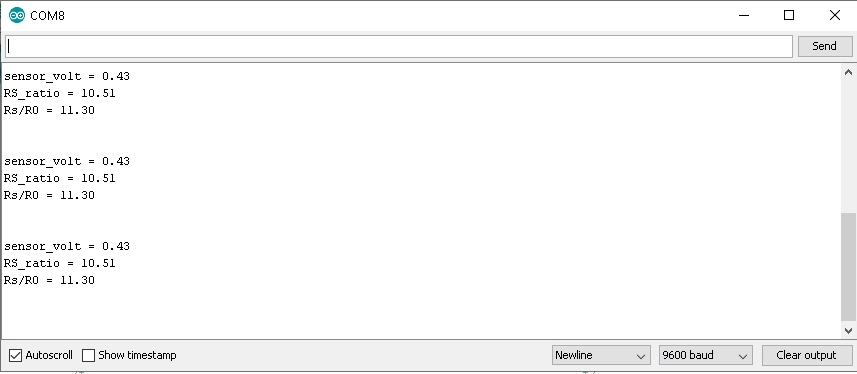 COM8
Send
sensor_volt = 0.43
RS_ratio = 10.51
Rs/R0 = 11.30
sensor_volt = 0.43
RS_ratio = 10.51
Rs/R0 = 11.30
sensor_volt = 0.43
RS_ratio = 10.51
Rs/R0 = 11.30
Autoscroll Show timestamp Newline 9600 baud Clear output